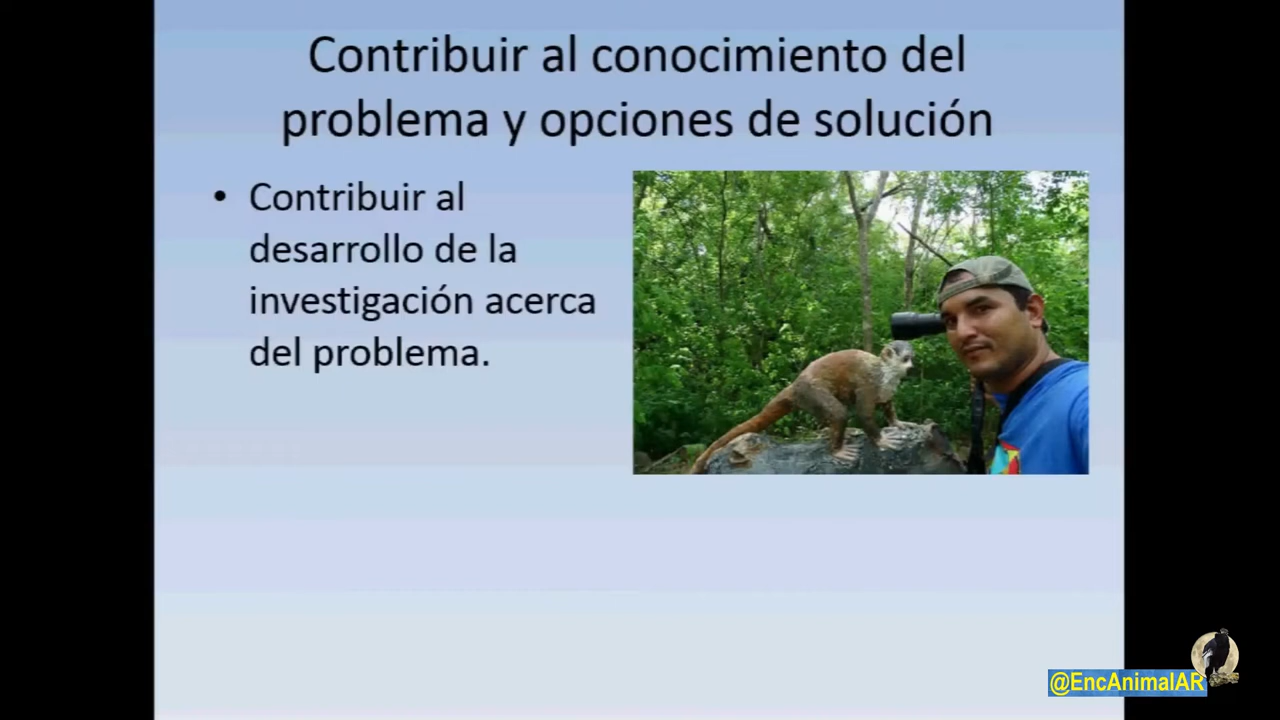 Contribuir al conocimiento del
problema y opciones de solución
• Contribuir al
desarrollo de la
investigación acerca
del problema.
@EncAnimalAR